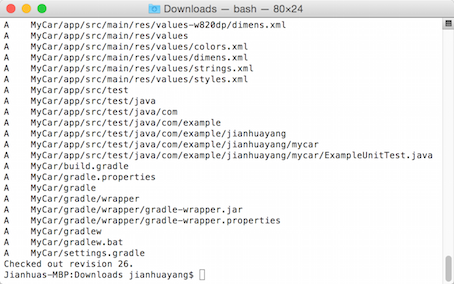 Downloads — bash — 80×24
A    MyCar/app/src/main/res/values-w820dp/dimens.xml
A    MyCar/app/src/main/res/values
A    MyCar/app/src/main/res/values/colors.xml
A    MyCar/app/src/main/res/values/dimens.xml
A    MyCar/app/src/main/res/values/strings.xml
A    MyCar/app/src/main/res/values/styles.xml
A    MyCar/app/src/test
A    MyCar/app/src/test/java
A    MyCar/app/src/test/java/com
A    MyCar/app/src/test/java/com/example
A    MyCar/app/src/test/java/com/example/jianhuayang
A    MyCar/app/src/test/java/com/example/jianhuayang/mycar
A    MyCar/app/src/test/java/com/example/jianhuayang/mycar/ExampleUnitTest.java
A    MyCar/build.gradle
A    MyCar/gradle.properties
A    MyCar/gradle
A    MyCar/gradle/wrapper
A    MyCar/gradle/wrapper/gradle-wrapper.jar
A    MyCar/gradle/wrapper/gradle-wrapper.properties
A    MyCar/gradlew
A    MyCar/gradlew.bat
A    MyCar/settings.gradle
Checked out revision 26.
Jianhuas-MBP:Downloads jianhuayang$